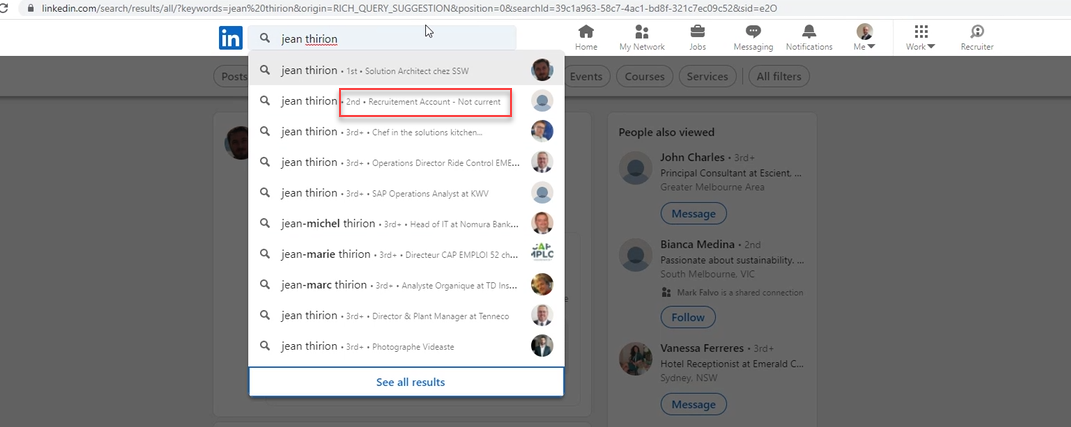 linkedin.com/search/results/all/?keywords=jean%20thirion&origin=RICH_QUERY_SUGGESTION&position=0&searchId=39c1a963-58c7-4ac1-bd8f-321c7ec09c52&sid=e2O
in
jean thirion
Home
My Network
Jobs
Messaging
Notifications
Me
Work
Recruiter
Posts
Events
Courses
Services
All filters
jean thirion • 1st • Solution Architect chez SSW
jean thirion • 2nd • Recruitement Account - Not current
jean thirion • 3rd+ • Chef in the solutions kitchen...
jean thirion • 3rd+ • Operations Director Ride Control EME...
jean thirion • 3rd+ • SAP Operations Analyst at KWV
jean-michel thirion • 3rd+ • Head of IT at Nomura Bank...
jean-marie thirion • 3rd+ • Directeur CAP EMPLOI 52 ch...
jean-marc thirion • 3rd+ • Analyste Organique at TD Ins...
jean thirion • 3rd+ • Director & Plant Manager at Tenneco
jean thirion • 3rd+ • Photographe Videaste
See all results
People also viewed
John Charles • 3rd+
Principal Consultant at Escient, ...
Greater Melbourne Area
Message
Bianca Medina • 2nd
Passionate about sustainability. ...
South Melbourne, VIC
Mark Falvo is a shared connection
Follow
Vanessa Ferreres • 3rd+
Hotel Receptionist at Emerald C...
Sydney, NSW
Message